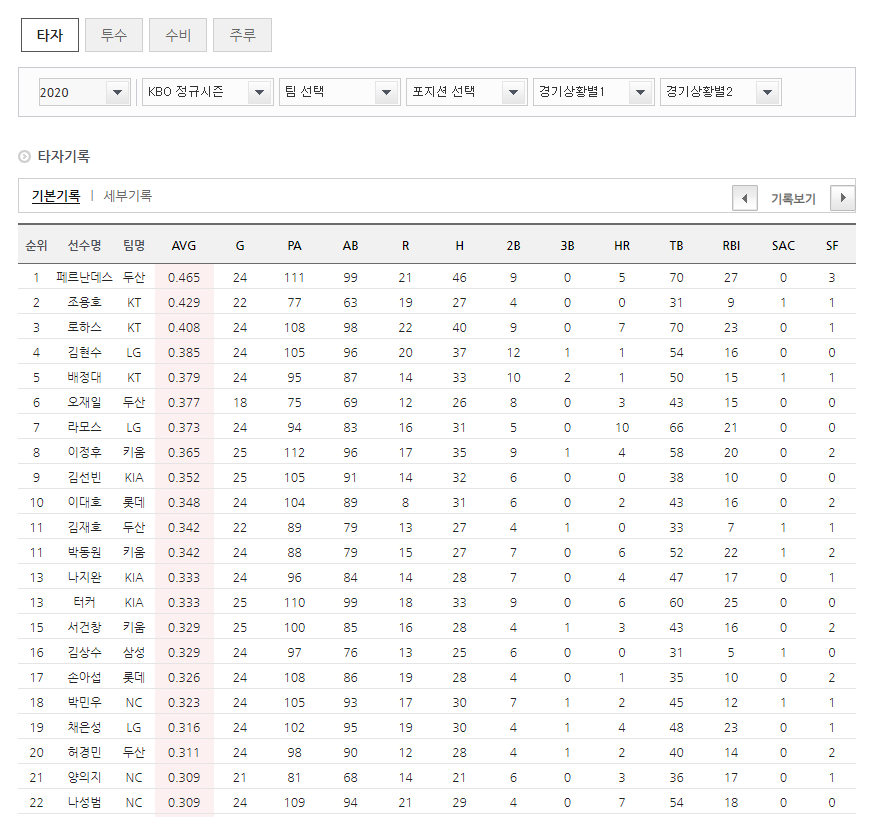 타자 투수 수비 주루
2020 KBO 정규시즌 팀 선택 포지션 선택 경기상황별1 경기상황별2
타자기록
기본기록 | 세부기록 기록보기
순위 선수명 팀명 AVG G PA AB R H 2B 3B HR TB RBI SAC SF
1 페르난데스 두산 0.465 24 111 99 21 46 9 0 5 70 27 0 3
2 조용호 KT 0.429 22 77 63 19 27 4 0 0 31 9 1 1
3 로하스 KT 0.408 24 108 98 22 40 9 0 7 70 23 0 1
4 김현수 LG 0.385 24 105 96 20 37 12 1 1 54 16 0 0
5 배정대 KT 0.379 24 95 87 14 33 10 2 1 50 15 1 1
6 오재일 두산 0.377 18 75 69 12 26 8 0 3 43 15 0 0
7 라모스 LG 0.373 24 94 83 16 31 5 0 10 66 21 0 0
8 이정후 키움 0.365 25 112 96 17 35 9 1 4 58 20 0 2
9 김선빈 KIA 0.352 25 105 91 14 32 6 0 0 38 10 0 0
10 이대호 롯데 0.348 24 104 89 8 31 6 0 2 43 16 0 2
11 김재호 두산 0.342 22 89 79 13 27 4 1 0 33 7 1 1
11 박동원 키움 0.342 24 88 79 15 27 7 0 6 52 22 1 2
13 나지완 KIA 0.333 24 96 84 14 28 7 0 4 47 17 0 1
13 터커 KIA 0.333 25 110 99 18 33 9 0 6 60 25 0 0
15 서건창 키움 0.329 25 100 85 16 28 4 1 3 43 16 0 2
16 김상수 삼성 0.329 24 97 76 13 25 6 0 0 31 5 1 0
17 손아섭 롯데 0.326 24 108 86 19 28 4 0 1 35 10 0 2
18 박민우 NC 0.323 24 105 93 17 30 7 1 2 45 12 1 1
19 채은성 LG 0.316 24 102 95 19 30 4 1 4 48 23 0 1
20 허경민 두산 0.311 24 98 90 12 28 4 1 2 40 14 0 2
21 양의지 NC 0.309 21 81 68 14 21 6 0 3 36 17 0 1
22 나성범 NC 0.309 24 109 94 21 29 4 0 7 54 18 0 0